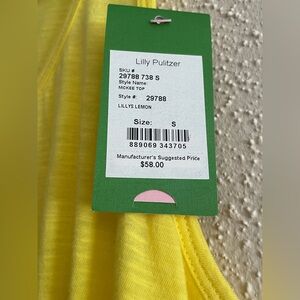 Lilly Pulitzer
SKU #
29788 738 S
Style Name:
MCKEE TOP
Style #: 29788
LILLYS LEMON
Size: S
889069 343705
Manufacturer's Suggested Price
$58.00